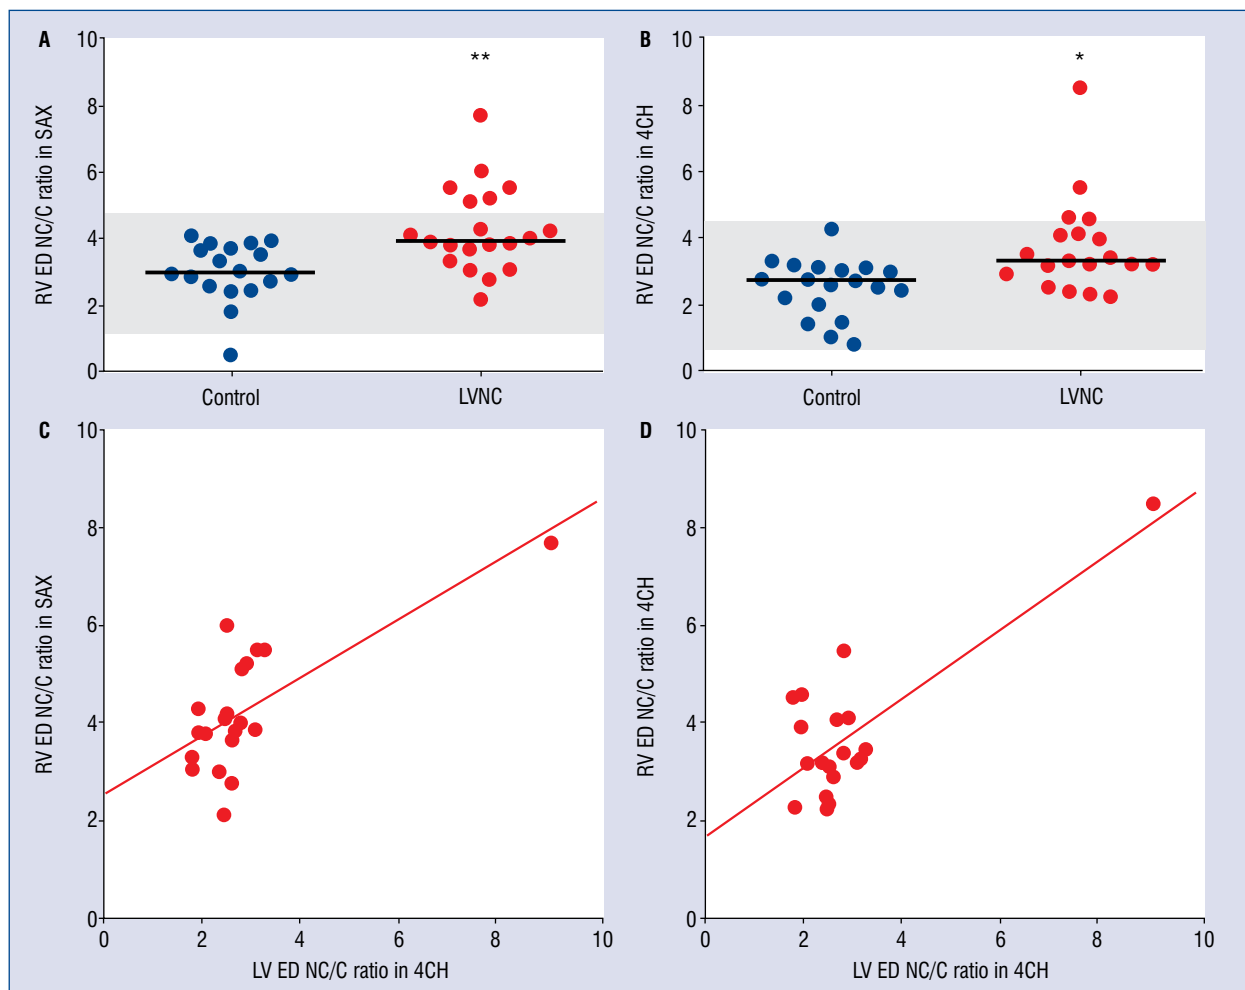 A
RV ED NC/C ratio in SAX
10
8
6
4
2
0
**
Control
LVNC
B
RV ED NC/C ratio in 4CH
10
8
6
4
2
0
*
Control
LVNC
C
RV ED NC/C ratio in SAX
10
8
6
4
2
0
0 2 4 6 8 10
LV ED NC/C ratio in 4CH
D
RV ED NC/C ratio in 4CH
10
8
6
4
2
0
0 2 4 6 8 10
LV ED NC/C ratio in 4CH